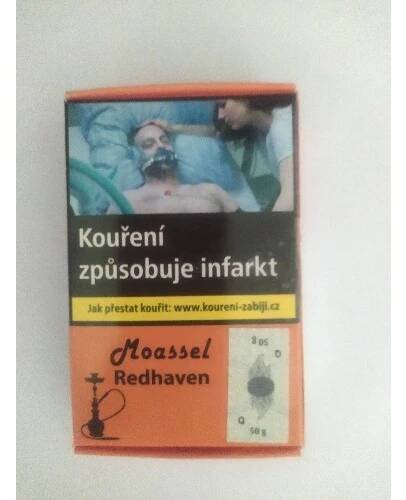 Kouření
způsobuje infarkt
Jak přestat kouřit: www.koureni-zabiji.cz
Moassel
Redhaven
50 g